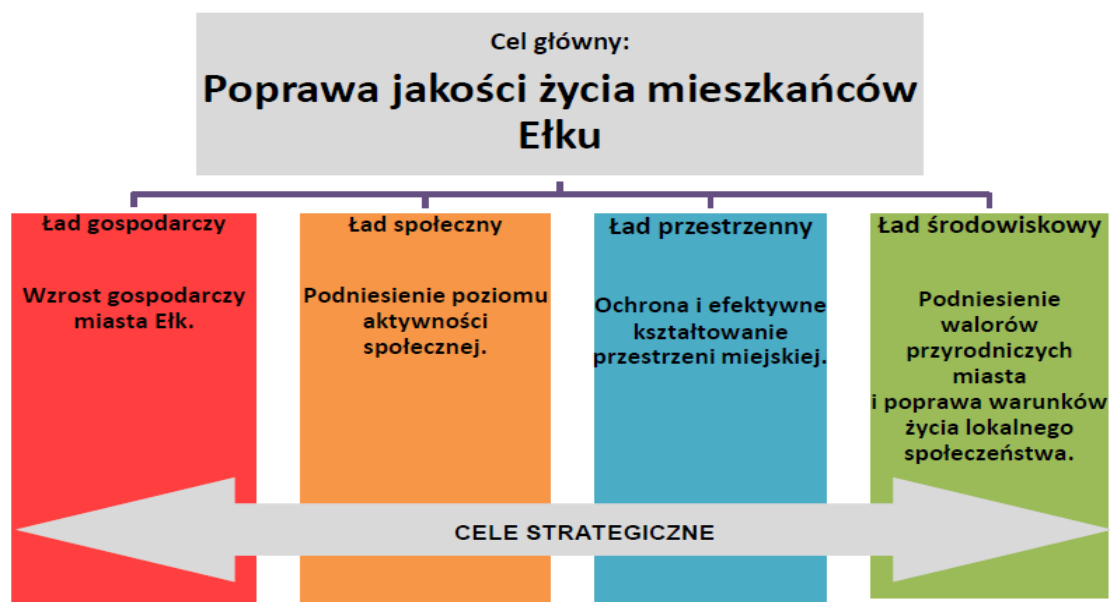 Cel główny:
Poprawa jakości życia mieszkańców
Ełku
Ład gospodarczy
Wzrost gospodarczy
miasta Ełk.
Ład społeczny
Podniesienie poziomu
aktywności
społecznej.
Ład przestrzenny
Ochrona i efektywne
kształtowanie
przestrzeni miejskiej.
Ład środowiskowy
Podniesienie
walorów
przyrodniczych
miasta
i poprawa warunków
życia lokalnego
społeczeństwa.
CELE STRATEGICZNE